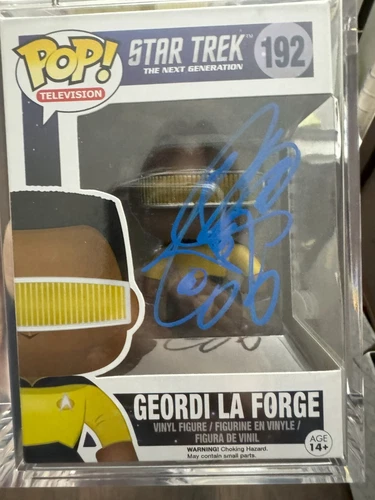 POP!
TELEVISION
STAR TREK™
THE NEXT GENERATION
192
GEORDI LA FORGE
VINYL FIGURE / FIGURINE EN VINYLE /
FIGURA DE VINIL
WARNING! Choking Hazard.
May contain small parts.
AGE
14+